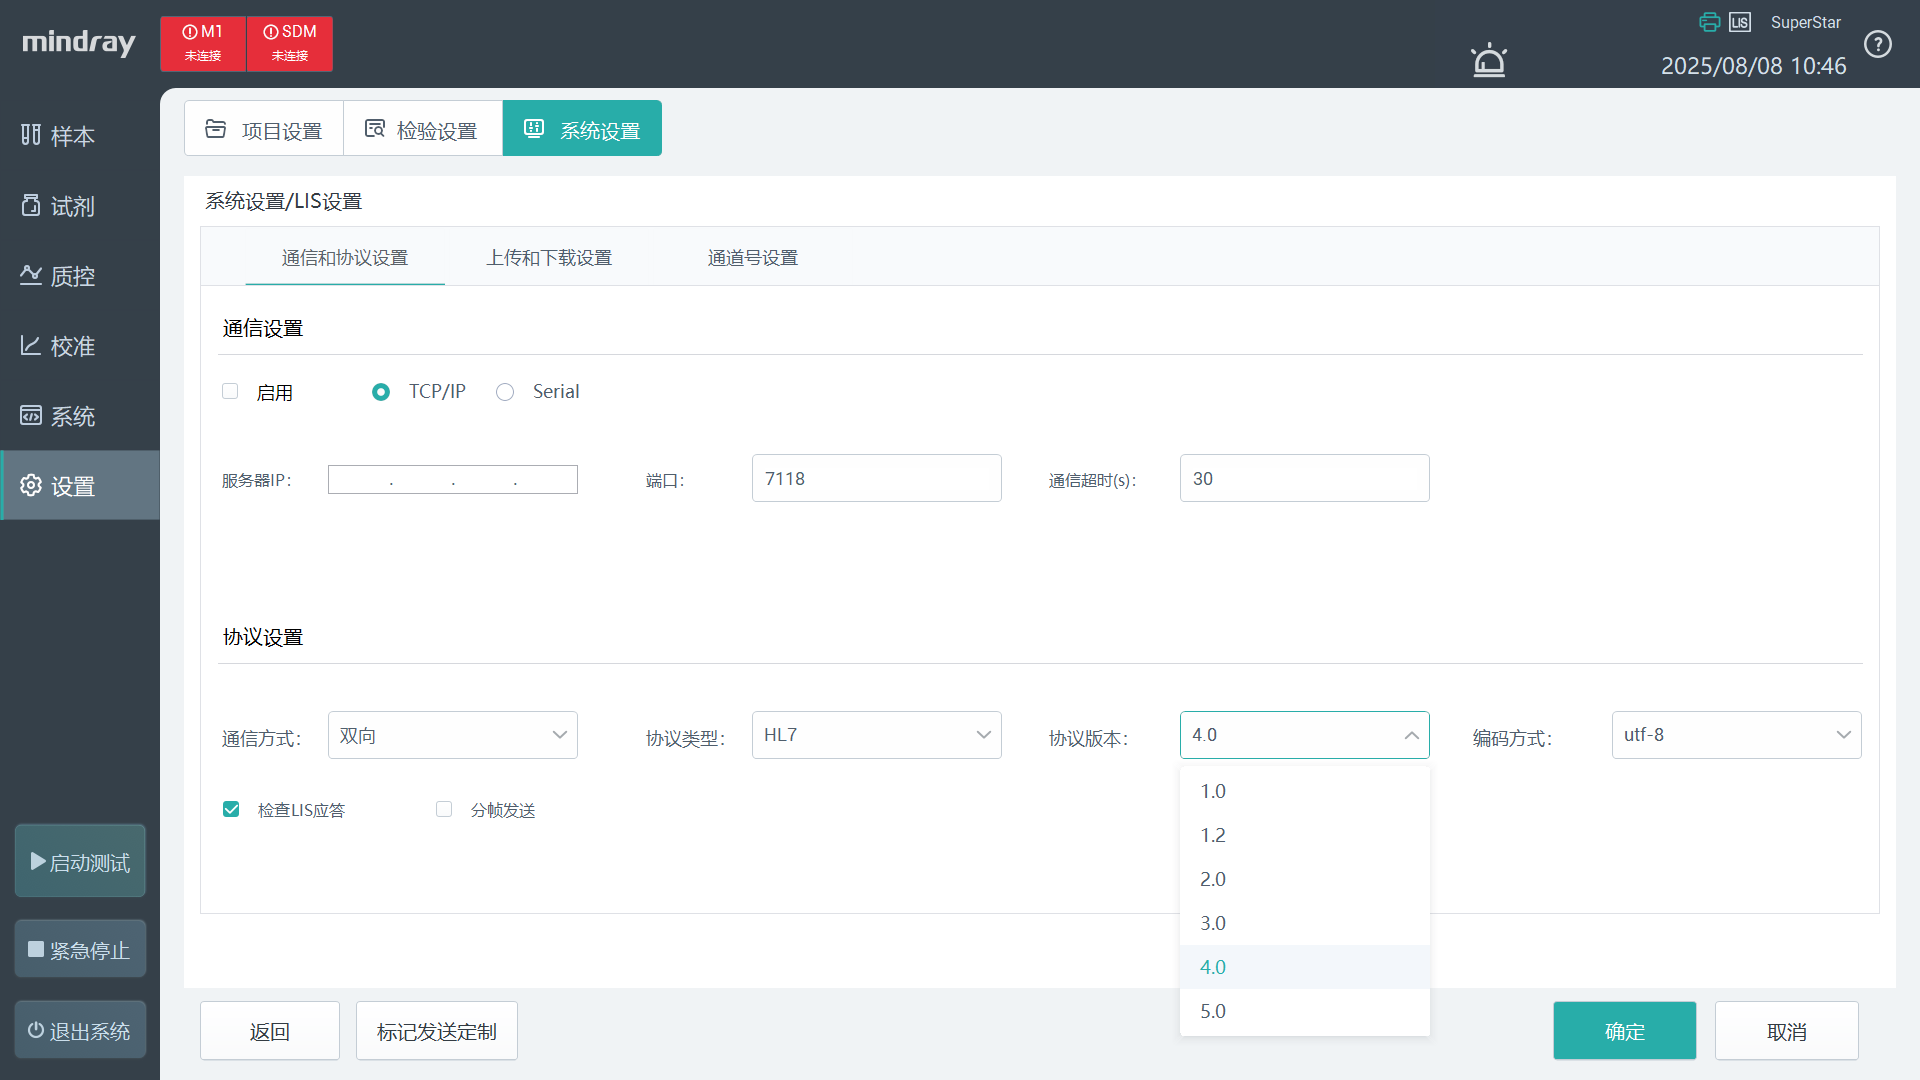 mindray
M1
未连接
SDM
未连接
LIS
SuperStar
2025/08/08 10:46
样本
试剂
质控
校准
系统
设置
启动测试
紧急停止
退出系统
项目设置
检验设置
系统设置
系统设置/LIS设置
通信和协议设置
上传和下载设置
通道号设置
通信设置
启用
TCP/IP
Serial
服务器IP:
. . .
端口:
7118
通信超时(s):
30
协议设置
通信方式:
双向
协议类型:
HL7
协议版本:
4.0
编码方式:
utf-8
检查LIS应答
分帧发送
1.0
1.2
2.0
3.0
4.0
5.0
返回
标记发送定制
确定
取消